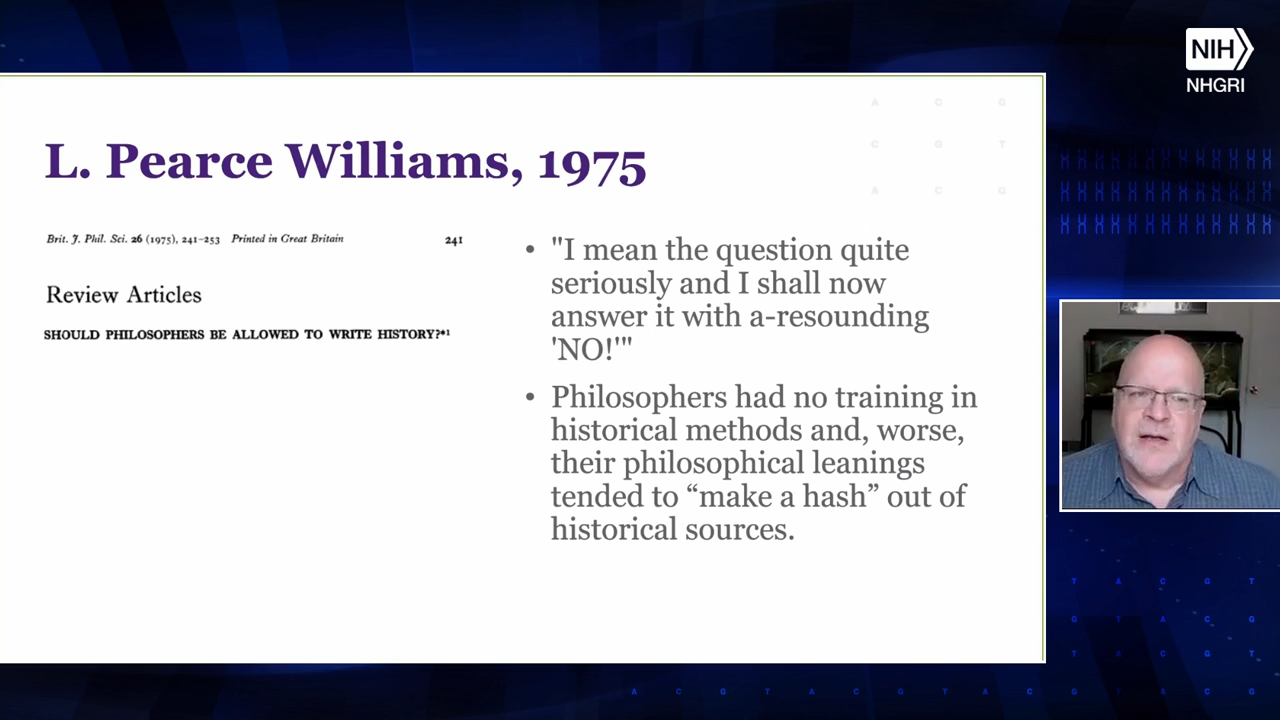 NIH
NHGRI
A C G
C G T
A C G
L. Pearce Williams, 1975
Brit. J. Phil. Sci. 26 (1975), 241–253 Printed in Great Britain 241
Review Articles
SHOULD PHILOSOPHERS BE ALLOWED TO WRITE HISTORY?*¹
• "I mean the question quite
seriously and I shall now
answer it with a-resounding
'NO!'"
• Philosophers had no training in
historical methods and, worse,
their philosophical leanings
tended to “make a hash” out of
historical sources.
T A C G T
G T A C G
T A C G T
A C G T A C G T A C G T A C G